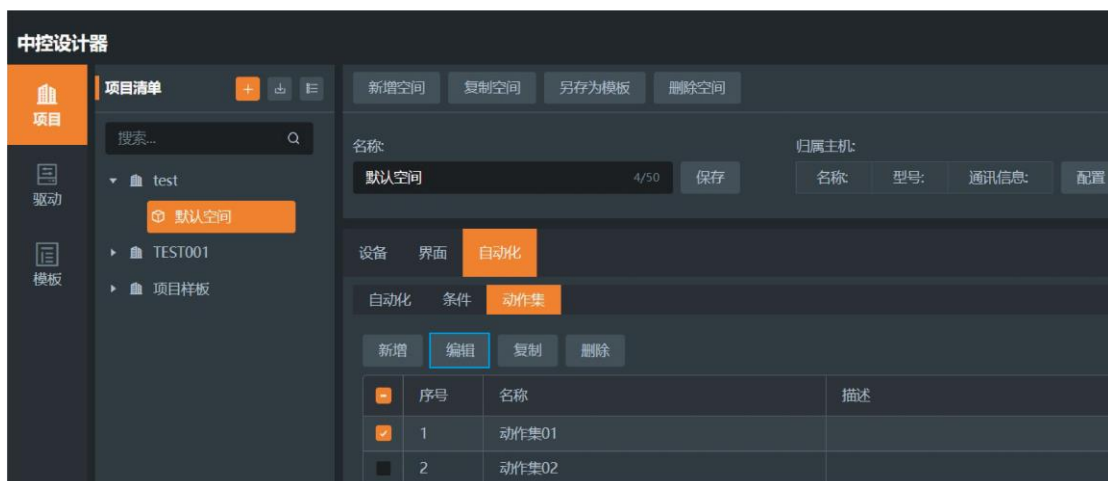 中控设计器
项目
驱动
模板
项目清单
搜索...
test
默认空间
TEST001
项目样板
新增空间 复制空间 另存为模板 删除空间
名称:
默认空间 4/50 保存
归属主机:
名称: 型号: 通讯信息: 配置
设备 界面 自动化
自动化 条件 动作集
新增 编辑 复制 删除
序号 名称 描述
1 动作集01
2 动作集02